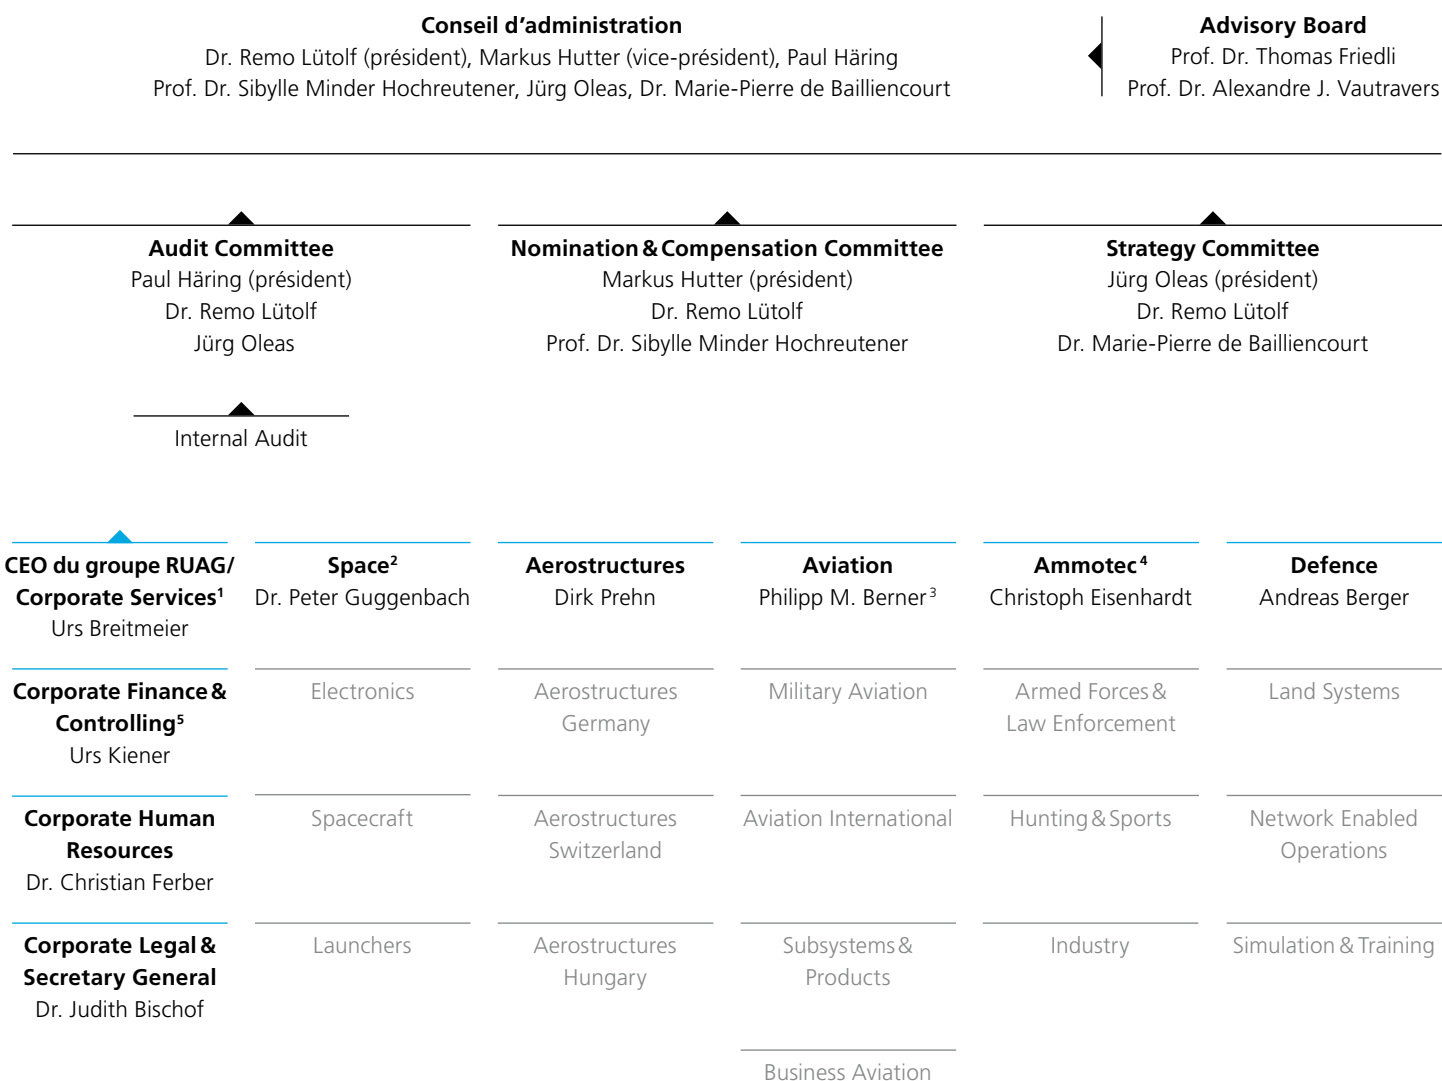 Conseil d’administration
Dr. Remo Lütolf (président), Markus Hutter (vice-président), Paul Häring
Prof. Dr. Sibylle Minder Hochreutener, Jürg Oleas, Dr. Marie-Pierre de Bailliencourt
Advisory Board
Prof. Dr. Thomas Friedli
Prof. Dr. Alexandre J. Vautravers
Audit Committee
Paul Häring (président)
Dr. Remo Lütolf
Jürg Oleas
Nomination & Compensation Committee
Markus Hutter (président)
Dr. Remo Lütolf
Prof. Dr. Sibylle Minder Hochreutener
Strategy Committee
Jürg Oleas (président)
Dr. Remo Lütolf
Dr. Marie-Pierre de Bailliencourt
Internal Audit
CEO du groupe RUAG/
Corporate Services¹
Urs Breitmeier
Space²
Dr. Peter Guggenbach
Aerostructures
Dirk Prehn
Aviation
Philipp M. Berner³
Ammotec⁴
Christoph Eisenhardt
Defence
Andreas Berger
Corporate Finance &
Controlling⁵
Urs Kiener
Electronics
Aerostructures
Germany
Military Aviation
Armed Forces &
Law Enforcement
Land Systems
Corporate Human
Resources
Dr. Christian Ferber
Spacecraft
Aerostructures
Switzerland
Aviation International
Hunting & Sports
Network Enabled
Operations
Corporate Legal &
Secretary General
Dr. Judith Bischof
Launchers
Aerostructures
Hungary
Subsystems &
Products
Industry
Simulation & Training
Business Aviation